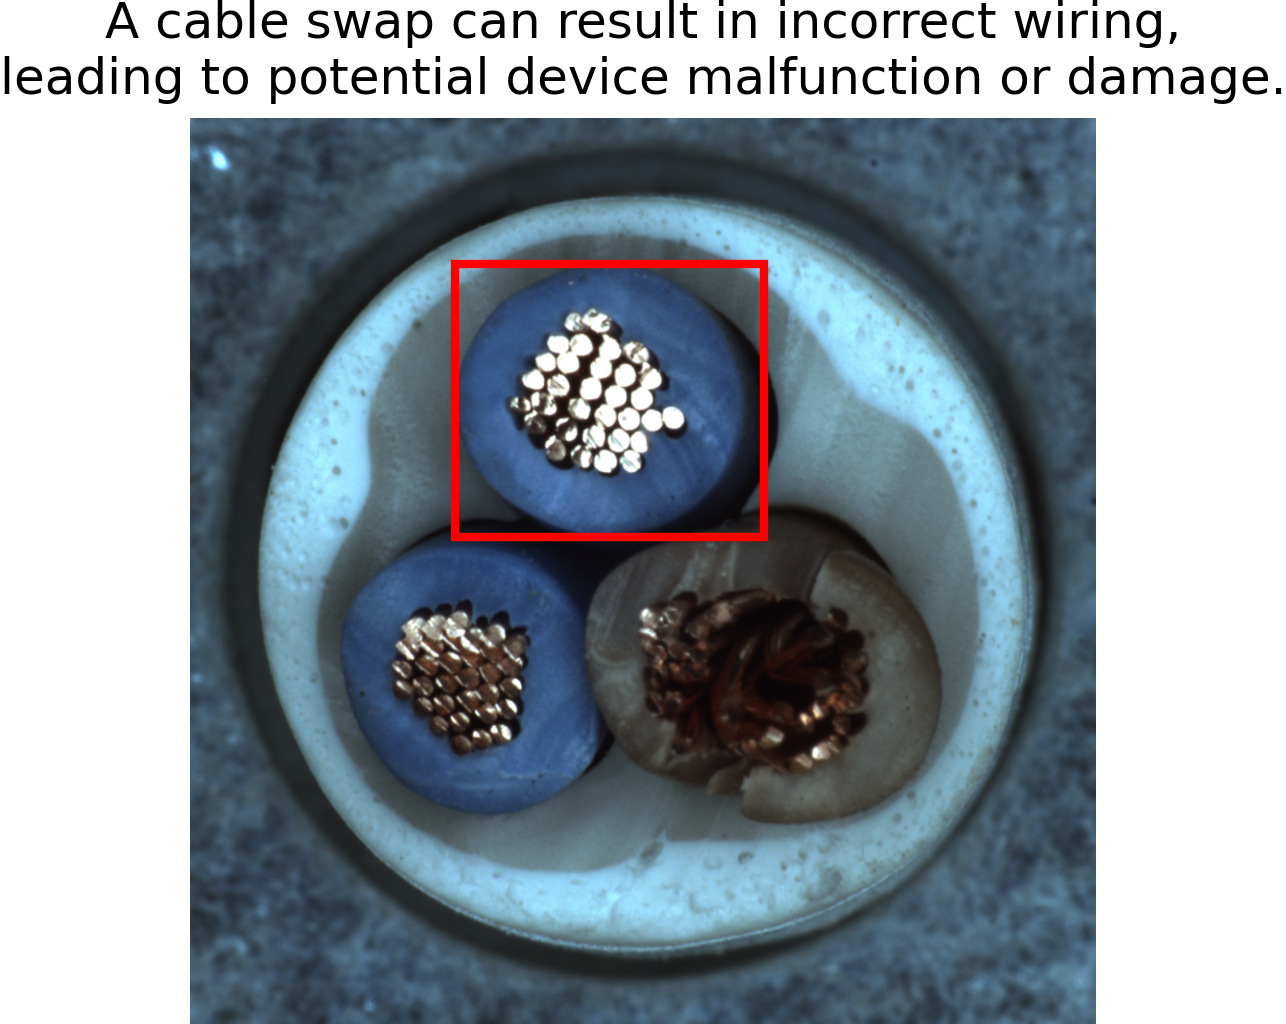 A cable swap can result in incorrect wiring,
leading to potential device malfunction or damage.